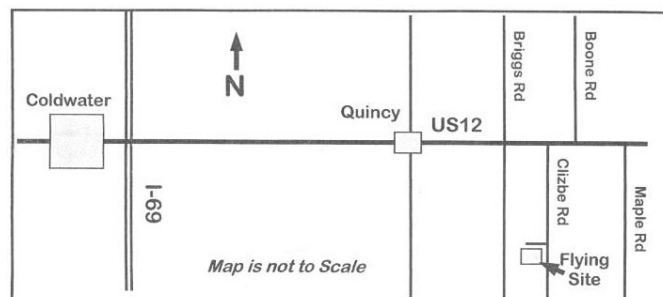 Coldwater
N
I-69
Quincy
US12
Briggs Rd
Boone Rd
Clizbe Rd
Maple Rd
Flying
Site
Map is not to Scale